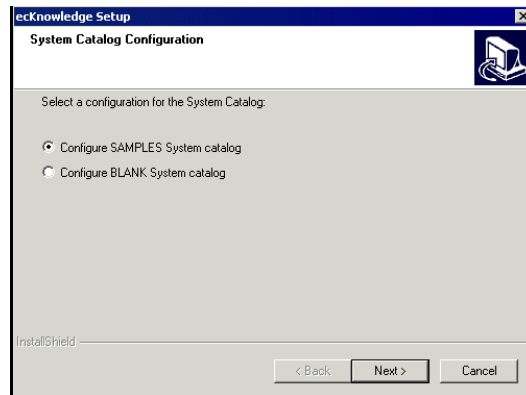 ecKnowledge Setup
System Catalog Configuration
Select a configuration for the System Catalog:
Configure SAMPLES System catalog
Configure BLANK System catalog
InstallShield
< Back Next > Cancel